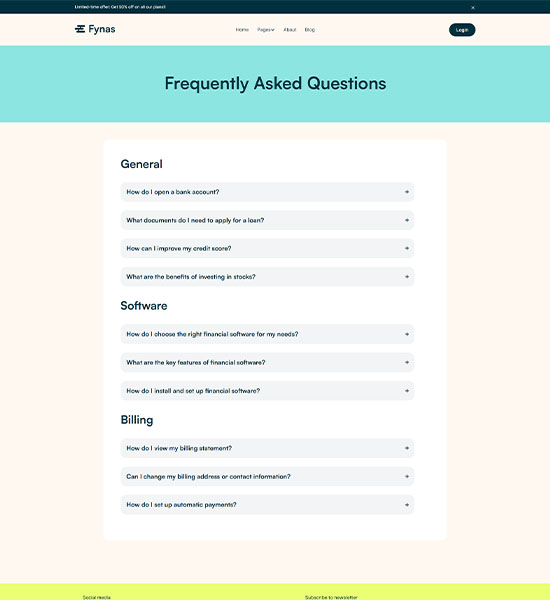 Limited-time offer: Get 50% off on all our plans!
Fynas
Home Pages About Blog
Login
Frequently Asked Questions
General
How do I open a bank account?
What documents do I need to apply for a loan?
How can I improve my credit score?
What are the benefits of investing in stocks?
Software
How do I choose the right financial software for my needs?
What are the key features of financial software?
How do I install and set up financial software?
Billing
How do I view my billing statement?
Can I change my billing address or contact information?
How do I set up automatic payments?
Social media Subscribe to newsletter